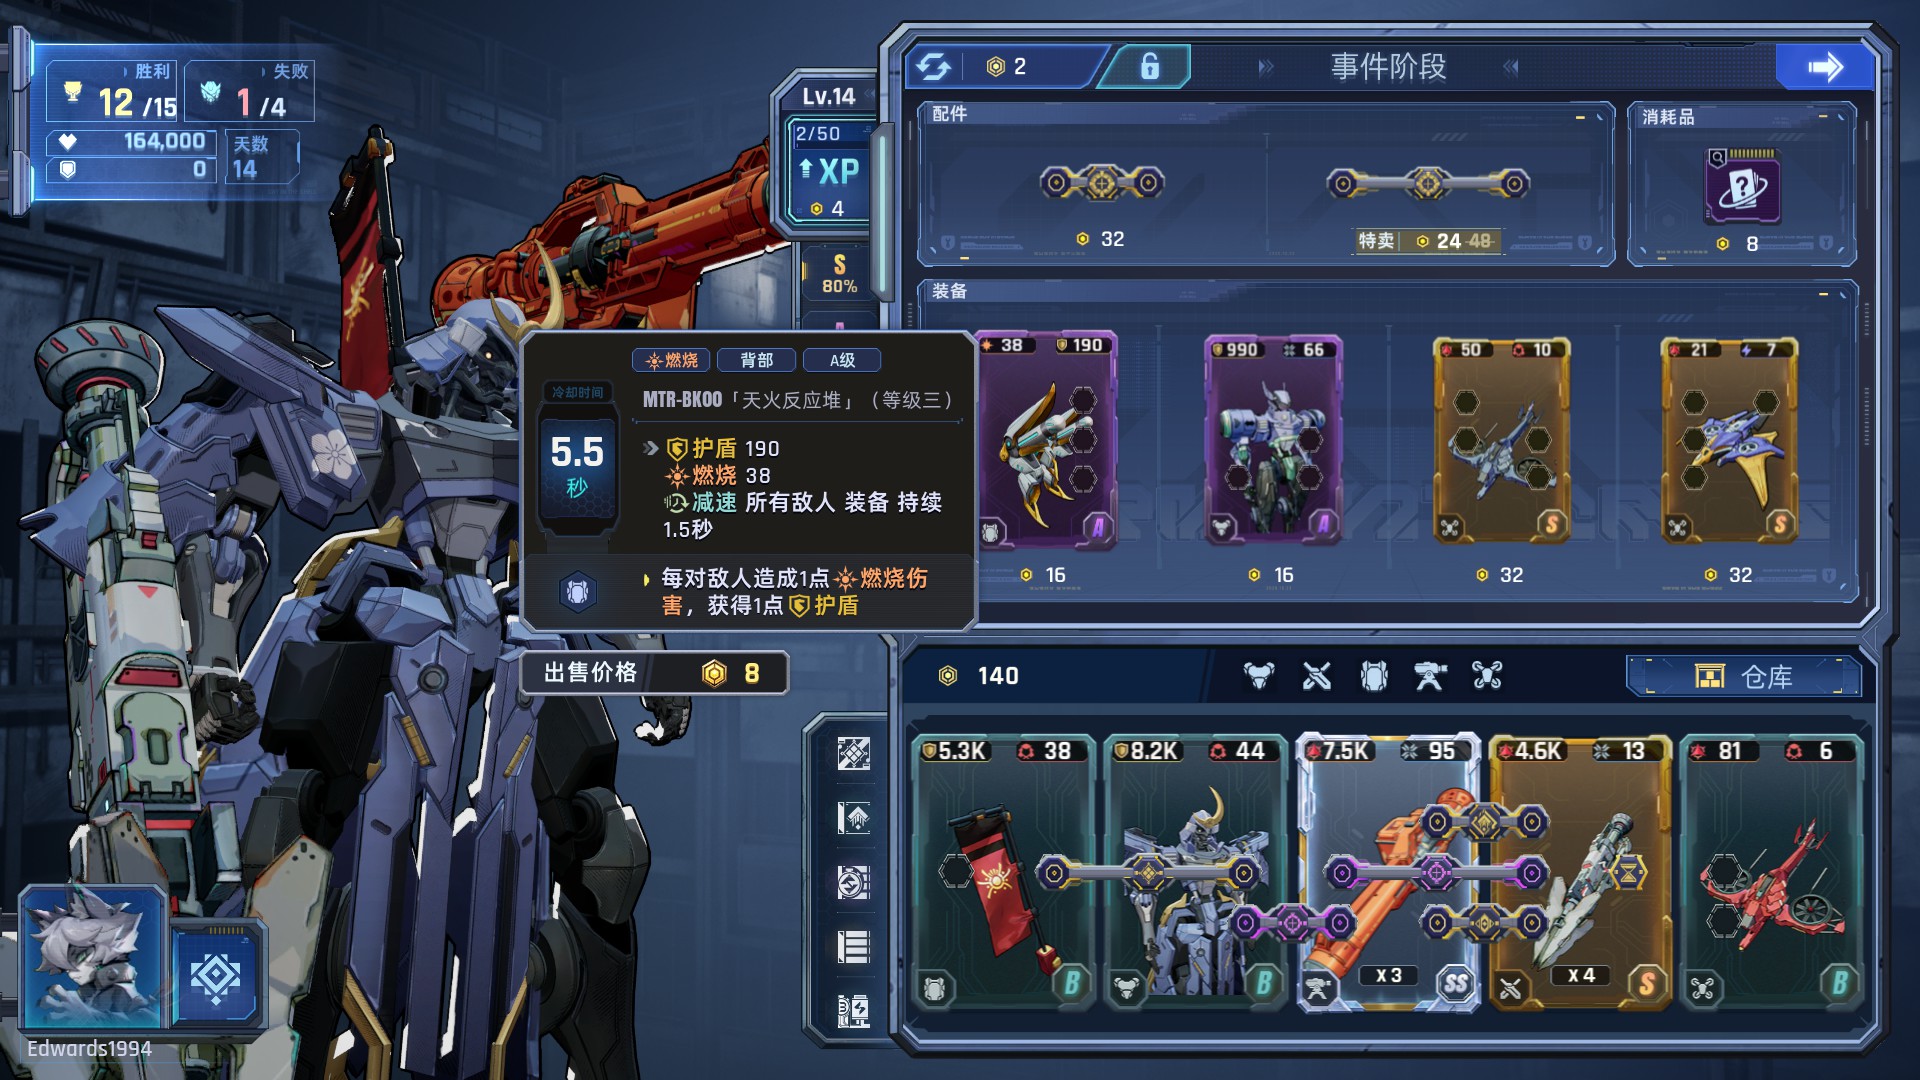 胜利
12 /15
失败
1 /4
164,000
0
天数
14
Lv.14
2/50
XP
4
S
80%
2
事件阶段
配件
32
特卖 24 48
消耗品
?
8
装备
38 190
A
16
990 66
A
16
50 10
S
32
21 7
S
32
燃烧 背部 A级
冷却时间
5.5
秒
MTR-BK00「天火反应堆」（等级三）
护盾 190
燃烧 38
减速 所有敌人 装备 持续
1.5秒
每对敌人造成1点燃烧伤
害，获得1点护盾
出售价格 8
140
仓库
5.3K 38
B
8.2K 44
B
7.5K 95
x3
SS
4.6K 13
x4
S
81 6
B
Edwards1994